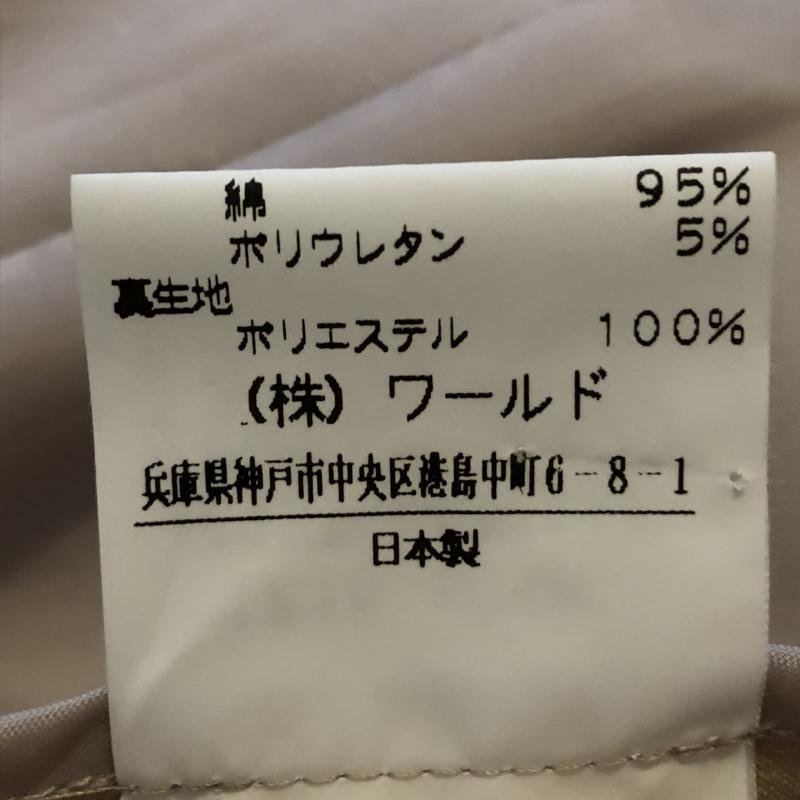 綿 95%
ポリウレタン 5%
裏生地
ポリエステル 100%
(株) ワールド
兵庫県神戸市中央区港島中町6-8-1
日本製